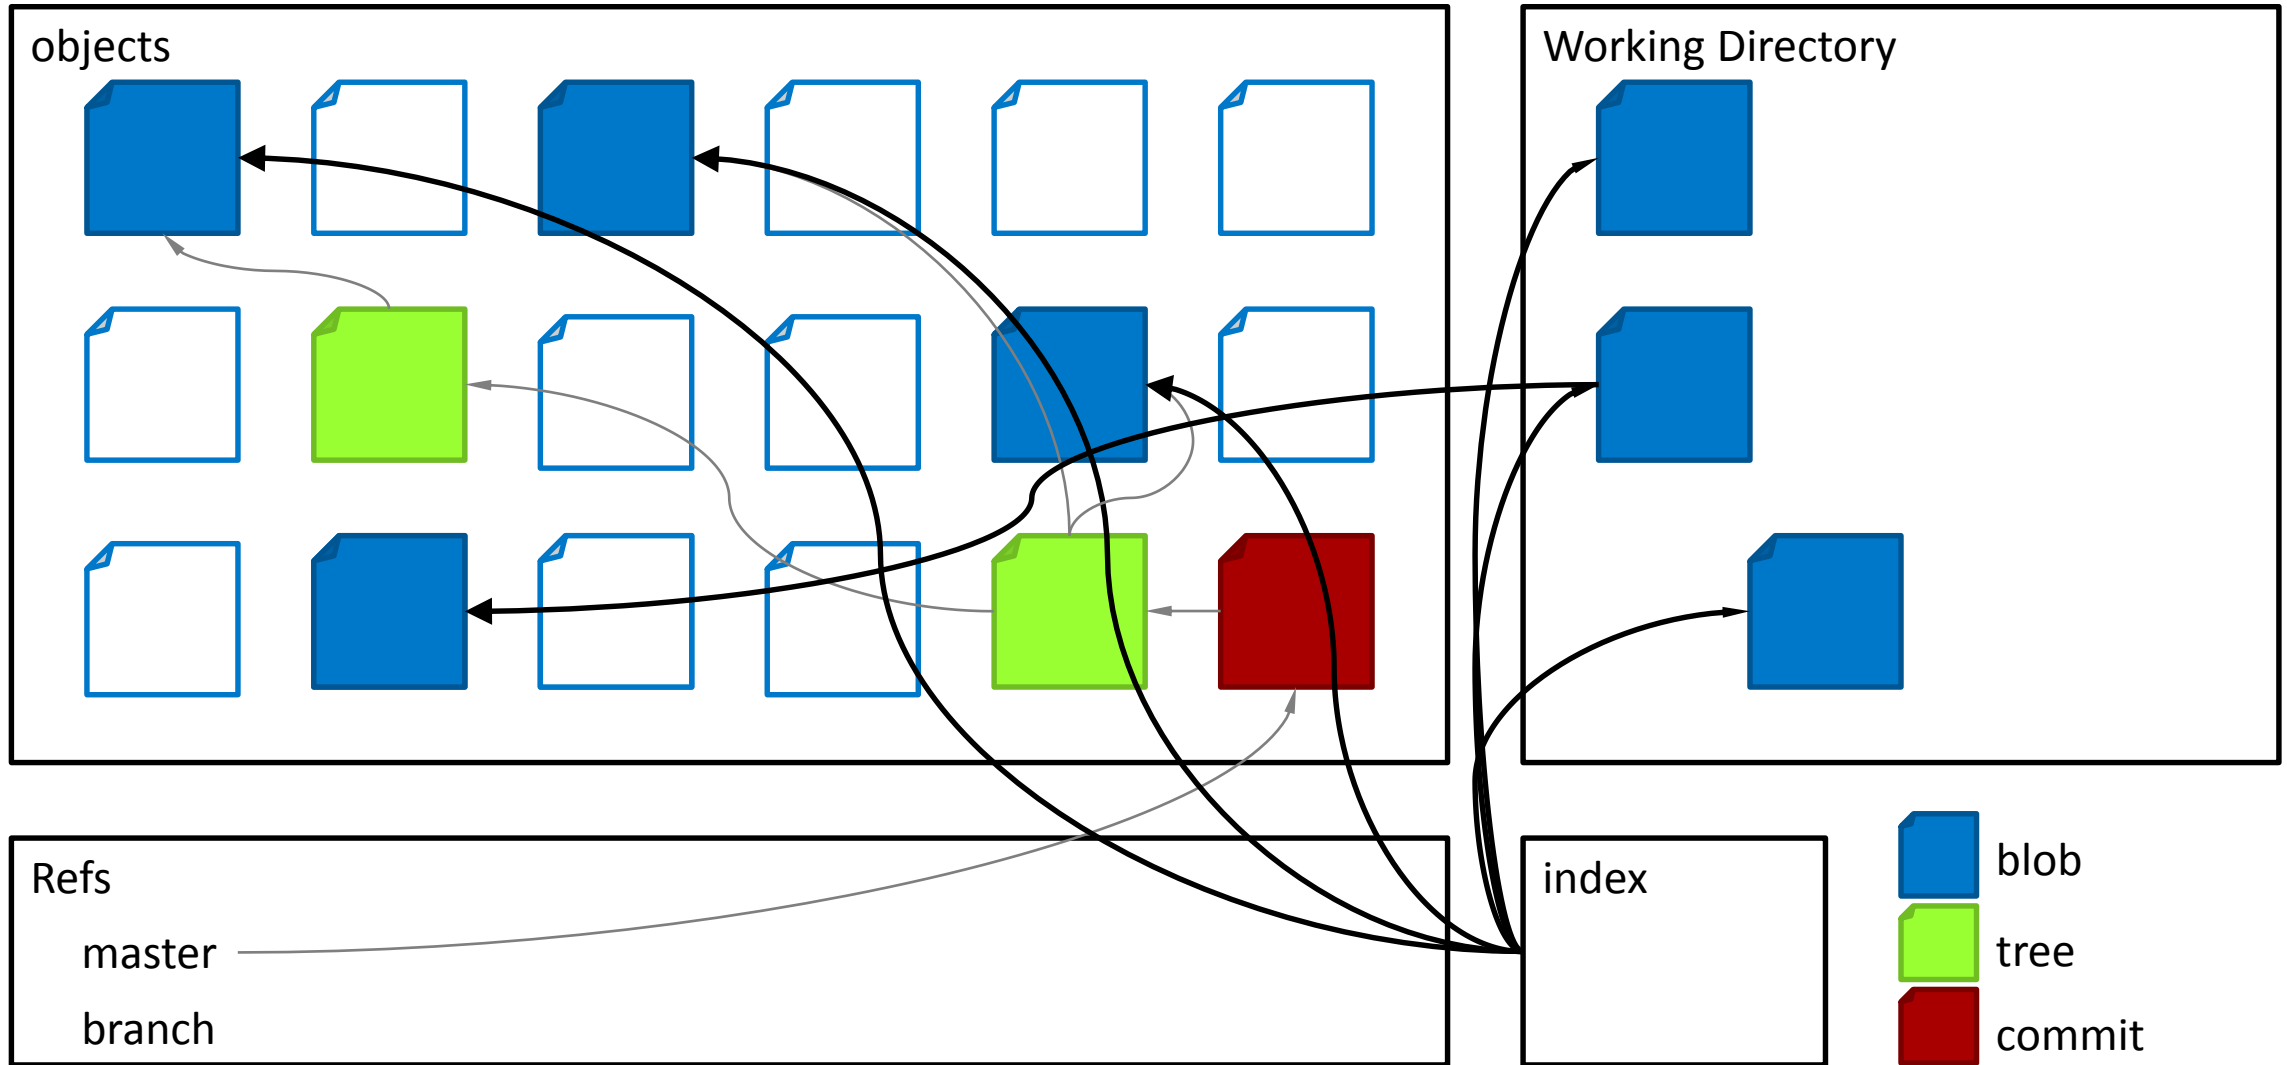 objects
Working Directory
Refs
master
branch
index
blob
tree
commit